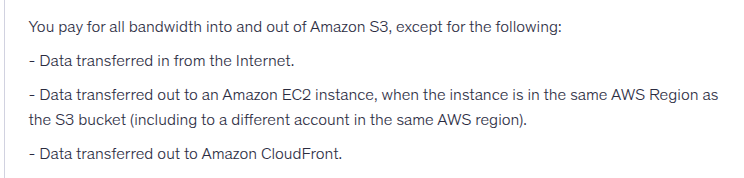 You pay for all bandwidth into and out of Amazon S3, except for the following:
- Data transferred in from the Internet.
- Data transferred out to an Amazon EC2 instance, when the instance is in the same AWS Region as
the S3 bucket (including to a different account in the same AWS region).
- Data transferred out to Amazon CloudFront.